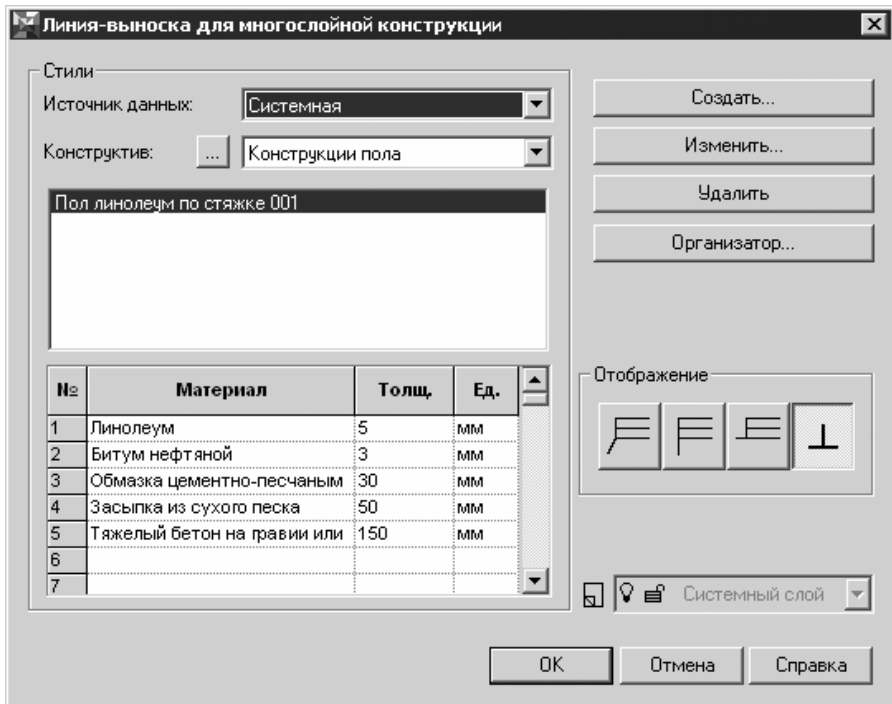 Линия-выноска для многослойной конструкции
Стили
Источник данных: Системная
Конструктив: ... Конструкции пола
Пол линолеум по стяжке 001
№ Материал Толщ. Ед.
1 Линолеум 5 мм
2 Битум нефтяной 3 мм
3 Обмазка цементно-песчаным 30 мм
4 Засыпка из сухого песка 50 мм
5 Тяжелый бетон на гравии или 150 мм
6
7
Создать...
Изменить...
Удалить
Организатор...
Отображение
Системный слой
OK Отмена Справка